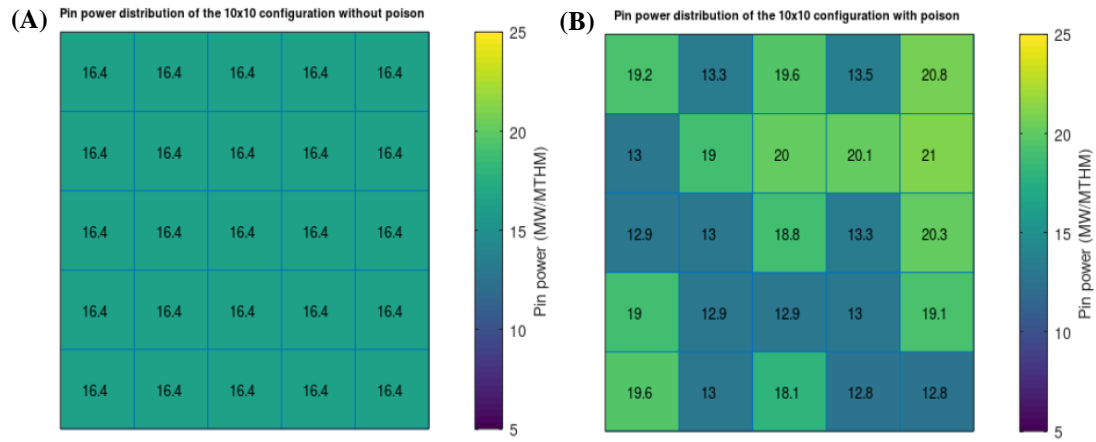 (A)
Pin power distribution of the 10x10 configuration without poison
16.4 16.4 16.4 16.4 16.4
16.4 16.4 16.4 16.4 16.4
16.4 16.4 16.4 16.4 16.4
16.4 16.4 16.4 16.4 16.4
16.4 16.4 16.4 16.4 16.4
25
20
15
10
5
Pin power (MW/MTHM)
(B)
Pin power distribution of the 10x10 configuration with poison
19.2 13.3 19.6 13.5 20.8
13 19 20 20.1 21
12.9 13 18.8 13.3 20.3
19 12.9 12.9 13 19.1
19.6 13 18.1 12.8 12.8
25
20
15
10
5
Pin power (MW/MTHM)